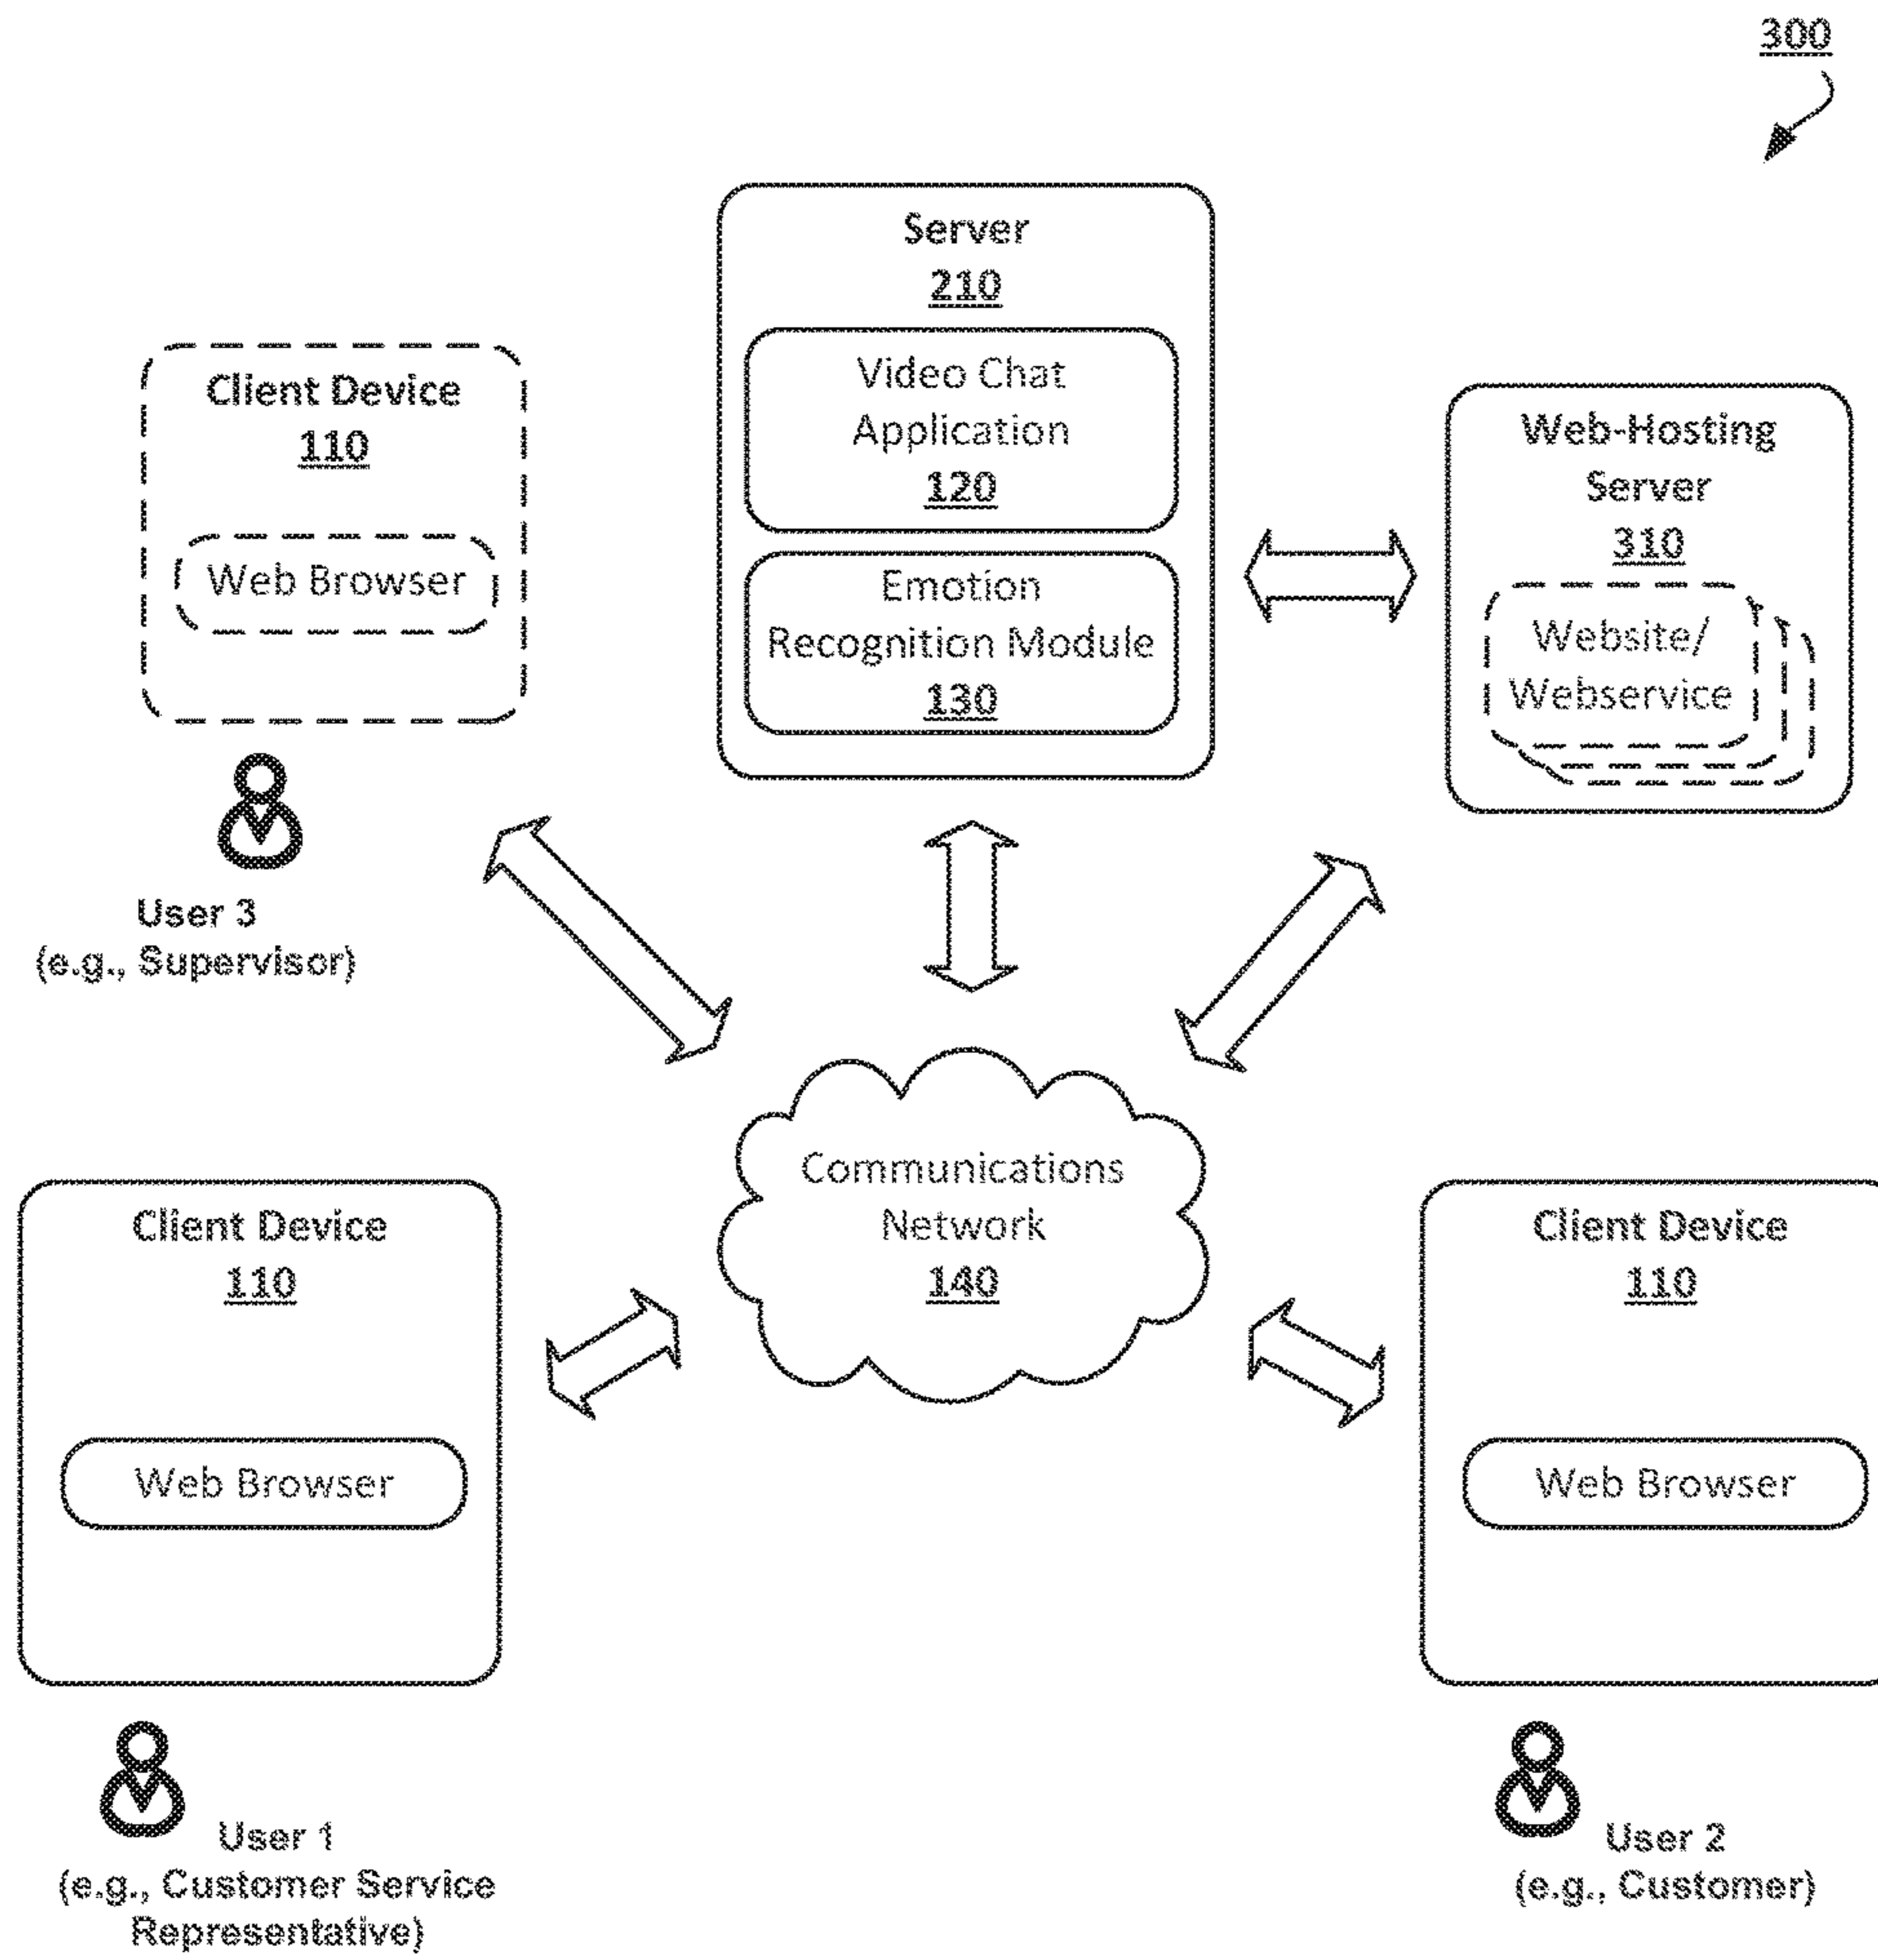 300
Server
210
Video Chat
Application
120
Emotion
Recognition Module
130
Client Device
110
Web Browser
Web-Hosting
Server
310
Website/
Webservice
User 3
(e.g., Supervisor)
Communications
Network
140
Client Device
110
Web Browser
Client Device
110
Web Browser
User 1
(e.g., Customer Service
Representative)
User 2
(e.g., Customer)